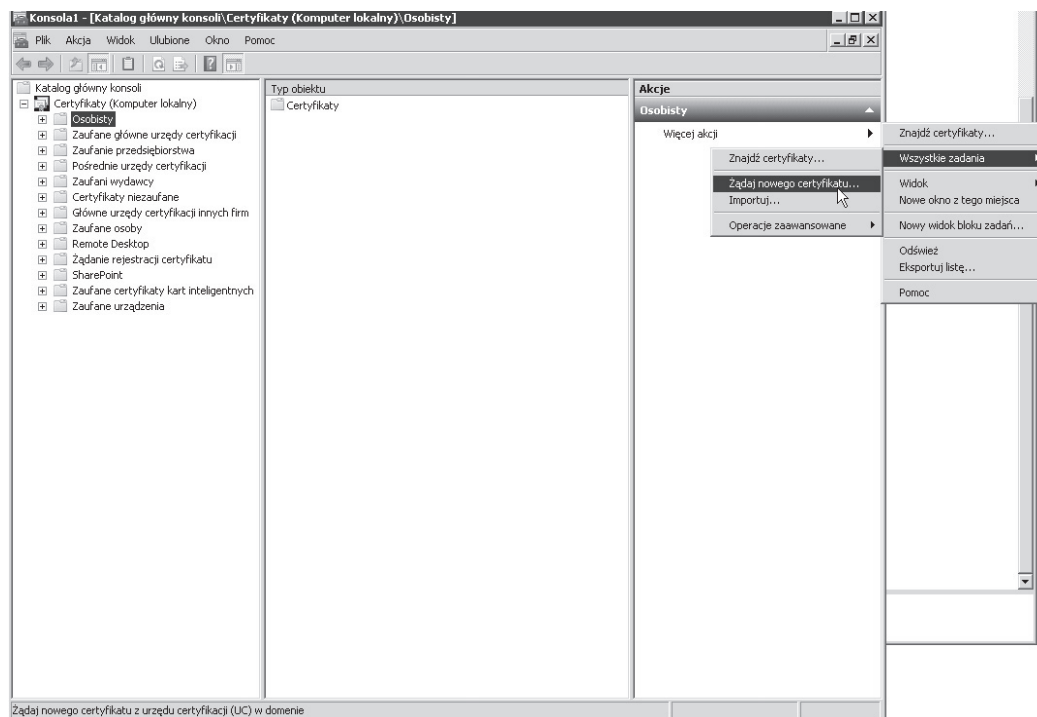 Konsola1 - [Katalog główny konsoli\Certyfikaty (Komputer lokalny)\Osobisty]
Plik Akcja Widok Ulubione Okno Pomoc
Katalog główny konsoli
Certyfikaty (Komputer lokalny)
Osobisty
Zaufane główne urzędy certyfikacji
Zaufanie przedsiębiorstwa
Pośrednie urzędy certyfikacji
Zaufani wydawcy
Certyfikaty niezaufane
Główne urzędy certyfikacji innych firm
Zaufane osoby
Remote Desktop
Żądanie rejestracji certyfikatu
SharePoint
Zaufane certyfikaty kart inteligentnych
Zaufane urządzenia
Typ obiektu
Certyfikaty
Akcje
Osobisty
Więcej akcji
Znajdź certyfikaty...
Żądaj nowego certyfikatu...
Importuj...
Operacje zaawansowane
Znajdź certyfikaty...
Wszystkie zadania
Widok
Nowe okno z tego miejsca
Nowy widok bloku zadań...
Odśwież
Eksportuj listę...
Pomoc
Żądaj nowego certyfikatu z urzędu certyfikacji (UC) w domenie